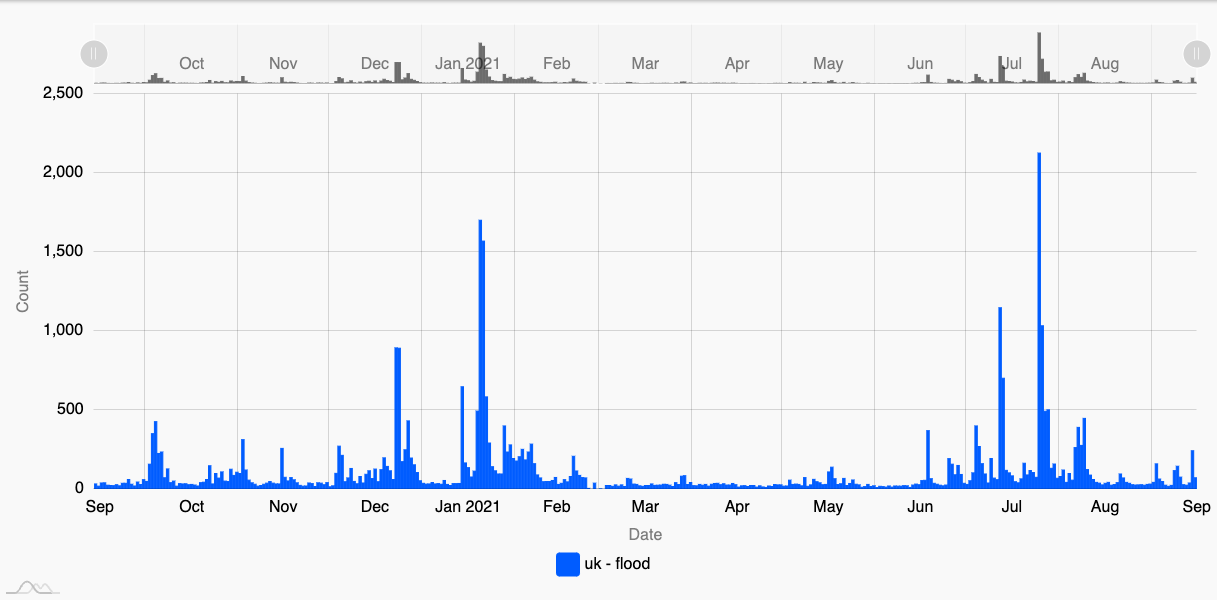 Oct Nov Dec Jan 2021 Feb Mar Apr May Jun Jul Aug
2,500
2,000
1,500
1,000
500
0
Count
Sep Oct Nov Dec Jan 2021 Feb Mar Apr May Jun Jul Aug Sep
Date
uk - flood